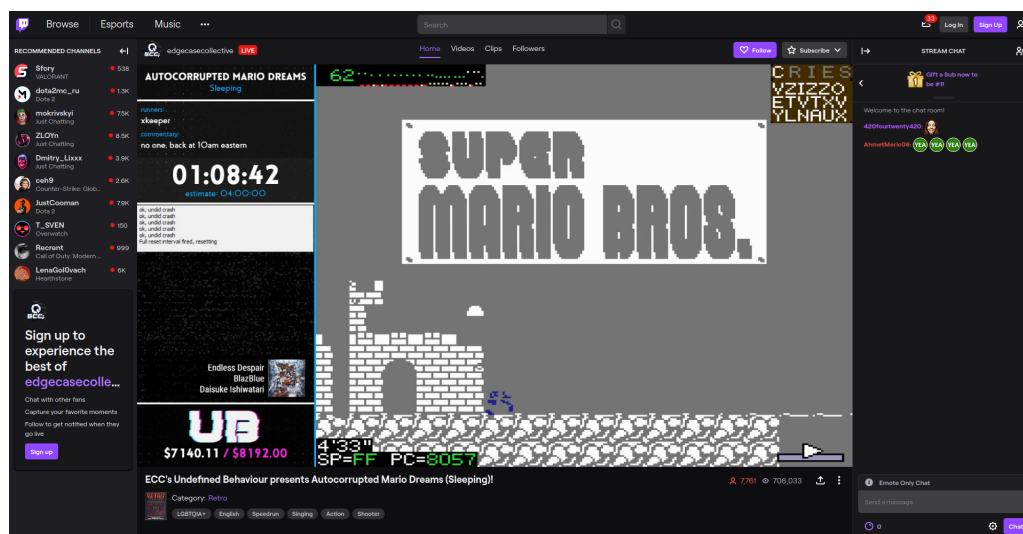 Browse
Esports
Music
Search
33
Log In
Sign Up
RECOMMENDED CHANNELS
Sfory
538
VALORANT
dota2mc_ru
1.3K
Dota 2
mokrivskyi
7.5K
Just Chatting
ZLOYn
8.5K
Just Chatting
Dmitry_Lixxx
3.9K
Just Chatting
ceh9
2.6K
Counter-Strike: Glob...
JustCooman
7.9K
Dota 2
T_SVEN
150
Overwatch
Recrent
999
Call of Duty: Modern ...
LenaGol0vach
6K
Hearthstone
ECC;
Sign up to
experience the
best of
edgecasecolle...
Chat with other fans
Capture your favorite moments
Follow to get notified when they
go live
Sign up
ECC;
edgecasecollective
LIVE
Home
Videos
Clips
Followers
Follow
Subscribe
AUTOCORRUPTED MARIO DREAMS
Sleeping
runners:
xkeeper
commentary:
no one, back at 10am eastern
01:08:42
estimate: 04:00:00
ok, undid crash
ok, undid crash
ok, undid crash
ok, undid crash
ok, undid crash
Full reset interval fired, resetting
Endless Despair
BlazBlue
Daisuke Ishiwatari
UB
$7140.11 / $8192.00
62
CRIES
VZIZZO
ETVTXV
YLNAUX
SUPER
MARIO BROS.
4'33"
SP=FF PC=8057
ECC's Undefined Behaviour presents Autocorrupted Mario Dreams (Sleeping)!
7,761
706,033
Category: Retro
LGBTQIA+
English
Speedrun
Singing
Action
Shooter
STREAM CHAT
Gift a Sub now to
be #1!
Welcome to the chat room!
420fourtwenty420:
AhmetMerlo08: YEA YEA YEA YEA
Emote Only Chat
Send a message
0
Chat